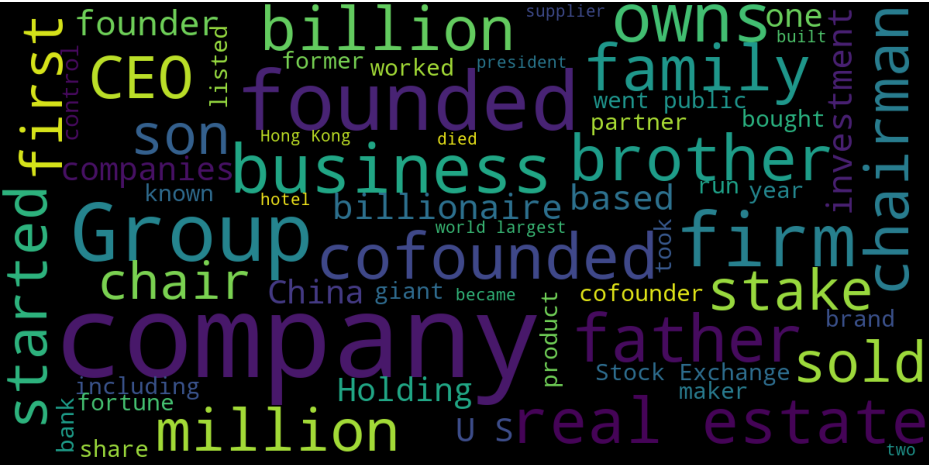 founder
supplier
billion
owns
one
built
first
control
listed
CEO
former
worked
president
family
investment
chairman
founded
went public
partner
bought
son
Hong Kong
died
companies
business
brother
known
hotel
billionaire
based
run
year
started
Group
world largest
cofounded
took
firm
chair
China
giant
became
cofounder
stake
company
product
father
brand
Stock Exchange
sold
including
Holding
maker
bank
fortune
share
million
U S
real estate
two